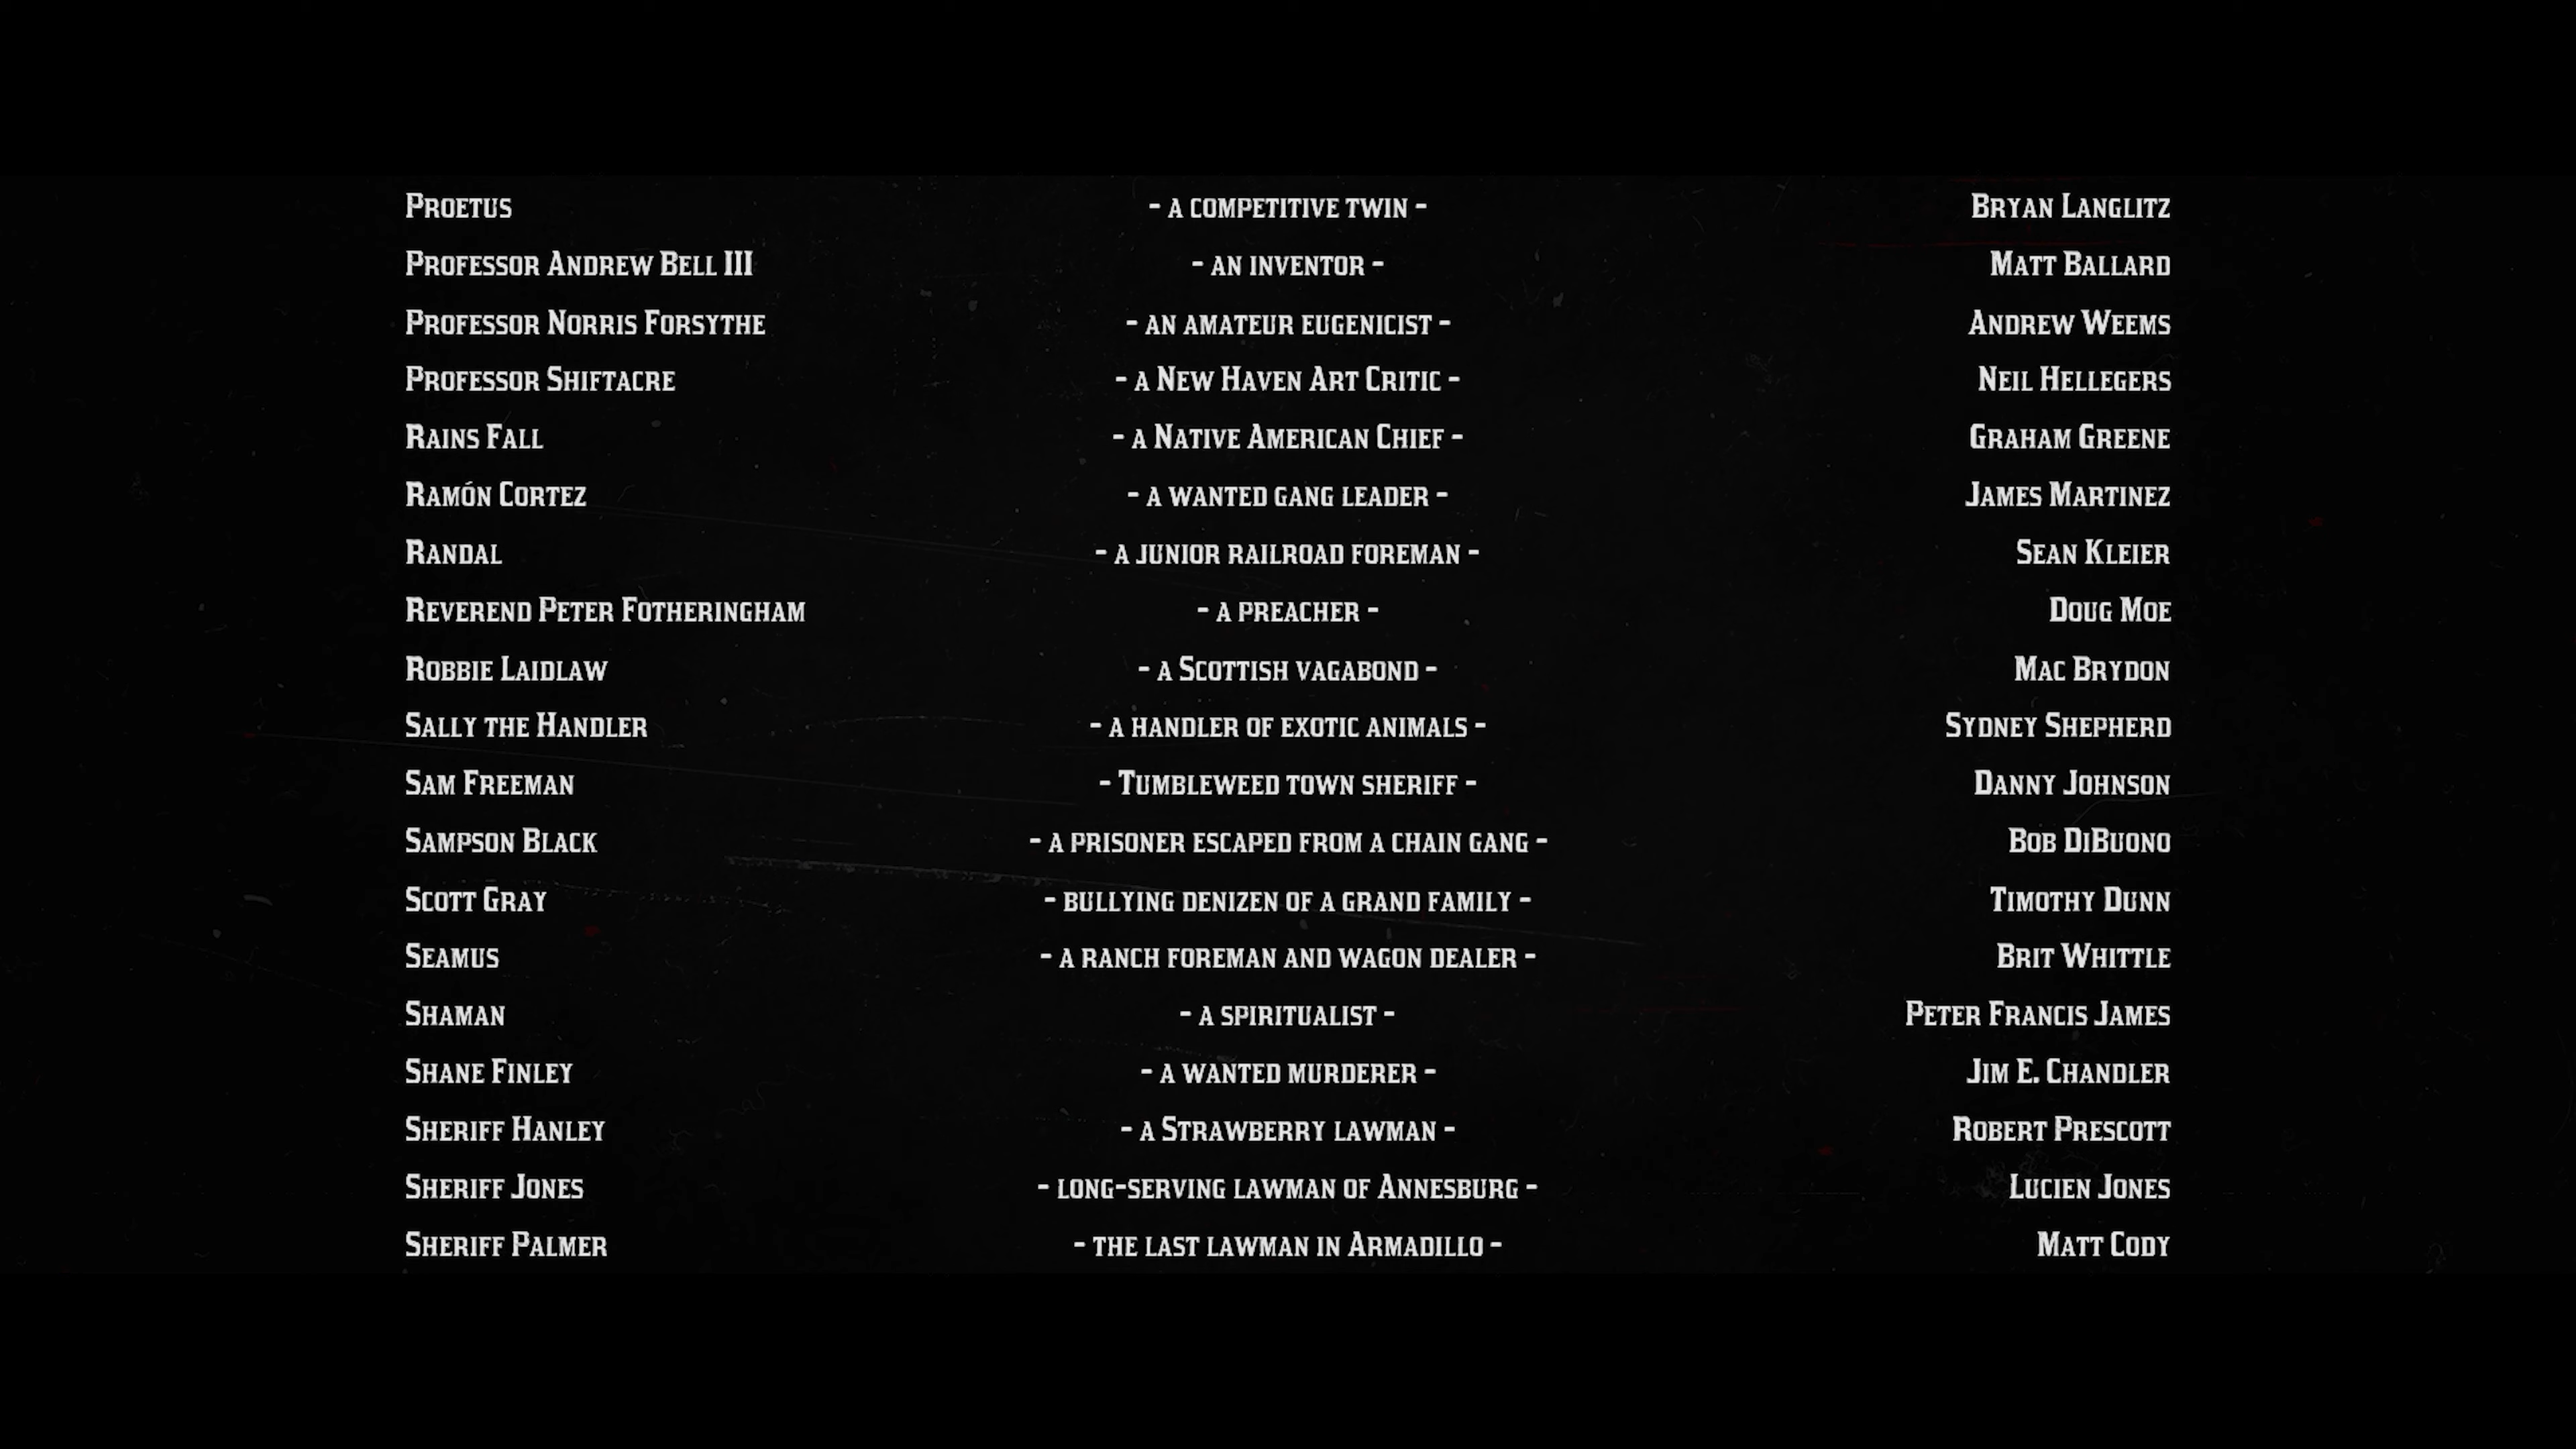 Proetus - a competitive twin - Bryan Langlitz
Professor Andrew Bell III - an inventor - Matt Ballard
Professor Norris Forsythe - an amateur eugenicist - Andrew Weems
Professor Shiftacre - a New Haven Art Critic - Neil Hellegers
Rains Fall - a Native American Chief - Graham Greene
Ramón Cortez - a wanted gang leader - James Martinez
Randal - a junior railroad foreman - Sean Kleier
Reverend Peter Fotheringham - a preacher - Doug Moe
Robbie Laidlaw - a Scottish vagabond - Mac Brydon
Sally the Handler - a handler of exotic animals - Sydney Shepherd
Sam Freeman - Tumbleweed town sheriff - Danny Johnson
Sampson Black - a prisoner escaped from a chain gang - Bob DiBuono
Scott Gray - bullying denizen of a grand family - Timothy Dunn
Seamus - a ranch foreman and wagon dealer - Brit Whittle
Shaman - a spiritualist - Peter Francis James
Shane Finley - a wanted murderer - Jim E. Chandler
Sheriff Hanley - a Strawberry lawman - Robert Prescott
Sheriff Jones - long-serving lawman of Annesburg - Lucien Jones
Sheriff Palmer - the last lawman in Armadillo - Matt Cody